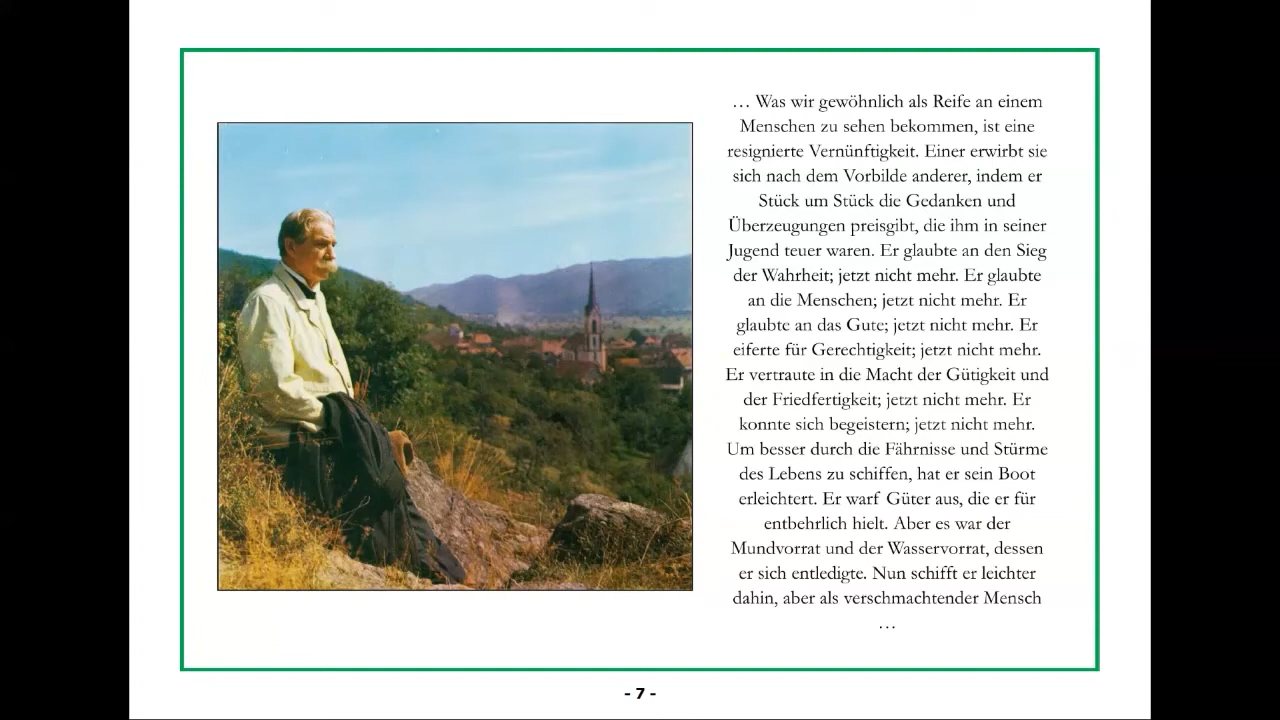 … Was wir gewöhnlich als Reife an einem
Menschen zu sehen bekommen, ist eine
resignierte Vernünftigkeit. Einer erwirbt sie
sich nach dem Vorbilde anderer, indem er
Stück um Stück die Gedanken und
Überzeugungen preisgibt, die ihm in seiner
Jugend teuer waren. Er glaubte an den Sieg
der Wahrheit; jetzt nicht mehr. Er glaubte
an die Menschen; jetzt nicht mehr. Er
glaubte an das Gute; jetzt nicht mehr. Er
eiferte für Gerechtigkeit; jetzt nicht mehr.
Er vertraute in die Macht der Gütigkeit und
der Friedfertigkeit; jetzt nicht mehr. Er
konnte sich begeistern; jetzt nicht mehr.
Um besser durch die Fährnisse und Stürme
des Lebens zu schiffen, hat er sein Boot
erleichtert. Er warf Güter aus, die er für
entbehrlich hielt. Aber es war der
Mundvorrat und der Wasservorrat, dessen
er sich entledigte. Nun schifft er leichter
dahin, aber als verschmachtender Mensch
…
- 7 -